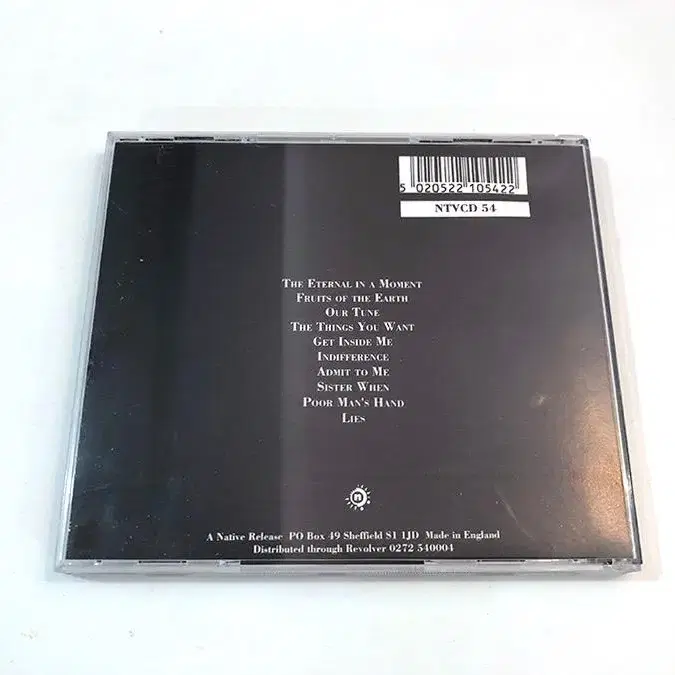 5 020522 105422
NTVCD 54
THE ETERNAL IN A MOMENT
FRUITS OF THE EARTH
OUR TUNE
THE THINGS YOU WANT
GET INSIDE ME
INDIFFERENCE
ADMIT TO ME
SISTER WHEN
POOR MAN'S HAND
LIES
n
A Native Release PO Box 49 Sheffield S1 1JD Made in England
Distributed through Revolver 0272 540004